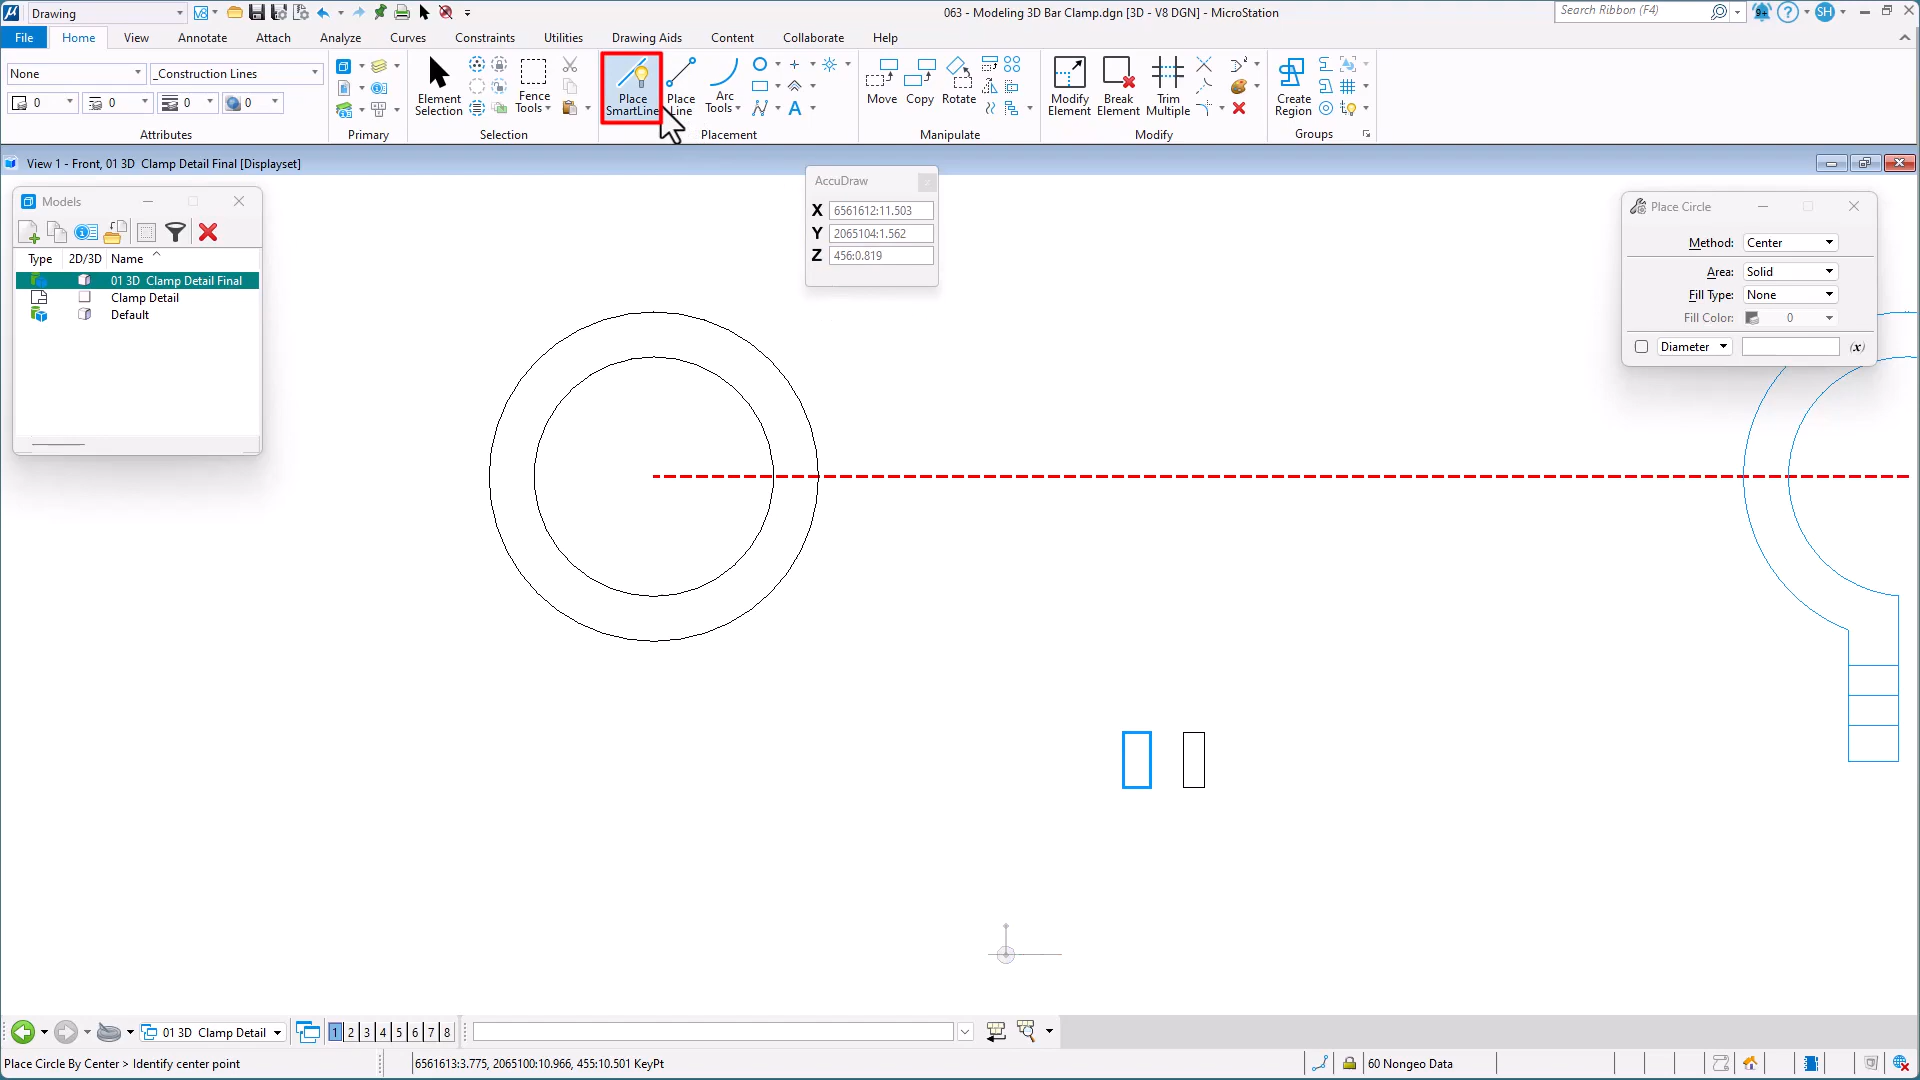 Drawing
V8
063 - Modeling 3D Bar Clamp.dgn [3D - V8 DGN] - MicroStation
Search Ribbon (F4)
9+
SH
File
Home
View
Annotate
Attach
Analyze
Curves
Constraints
Utilities
Drawing Aids
Content
Collaborate
Help
None
_Construction Lines
0
0
0
0
Attributes
Primary
Element
Selection
Fence
Tools
Selection
Place
SmartLine
Place
Line
Arc
Tools
A
Placement
Move
Copy
Rotate
Manipulate
Modify
Element
Break
Element
Trim
Multiple
Modify
Create
Region
Groups
View 1 - Front, 01 3D  Clamp Detail Final [Displayset]
Models
Type
2D/3D
Name
01 3D  Clamp Detail Final
Clamp Detail
Default
AccuDraw
X 6561612:11.503
Y 2065104:1.562
Z 456:0.819
Place Circle
Method: Center
Area: Solid
Fill Type: None
Fill Color: 0
Diameter
(x)
01 3D  Clamp Detail
1 2 3 4 5 6 7 8
Place Circle By Center > Identify center point
6561613:3.775, 2065100:10.966, 455:10.501 KeyPt
60 Nongeo Data